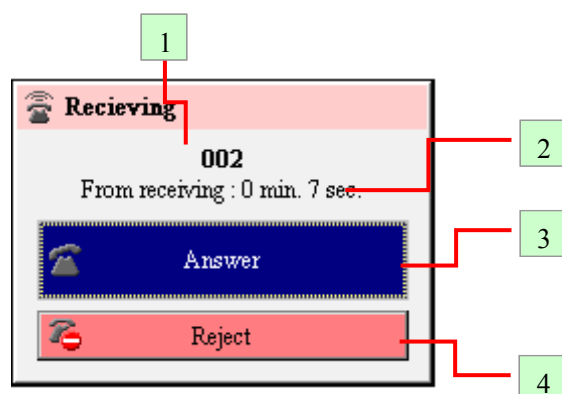 1
Recieving
002
2
From receiving : 0 min. 7 sec.
3
Answer
Reject
4